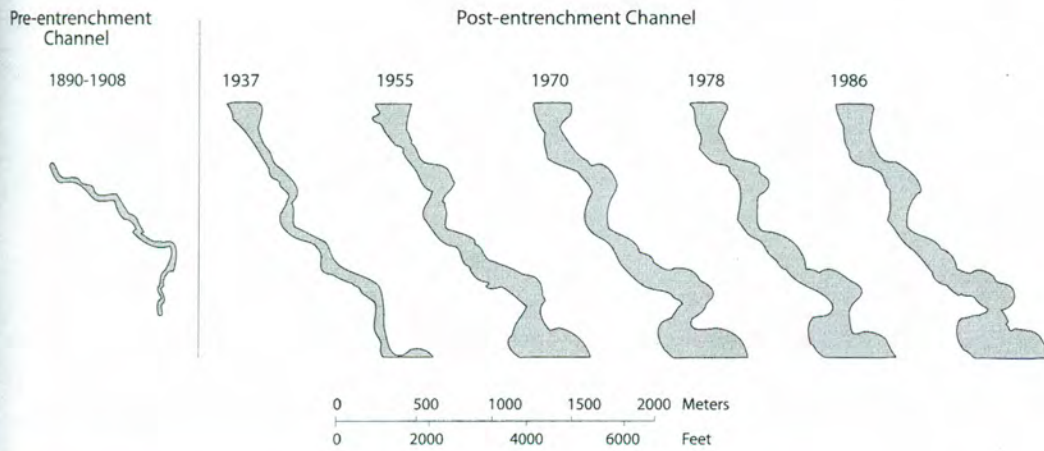 Pre-entrenchment
Channel
1890-1908
Post-entrenchment Channel
1937
1955
1970
1978
1986
0 500 1000 1500 2000 Meters
0 2000 4000 6000 Feet